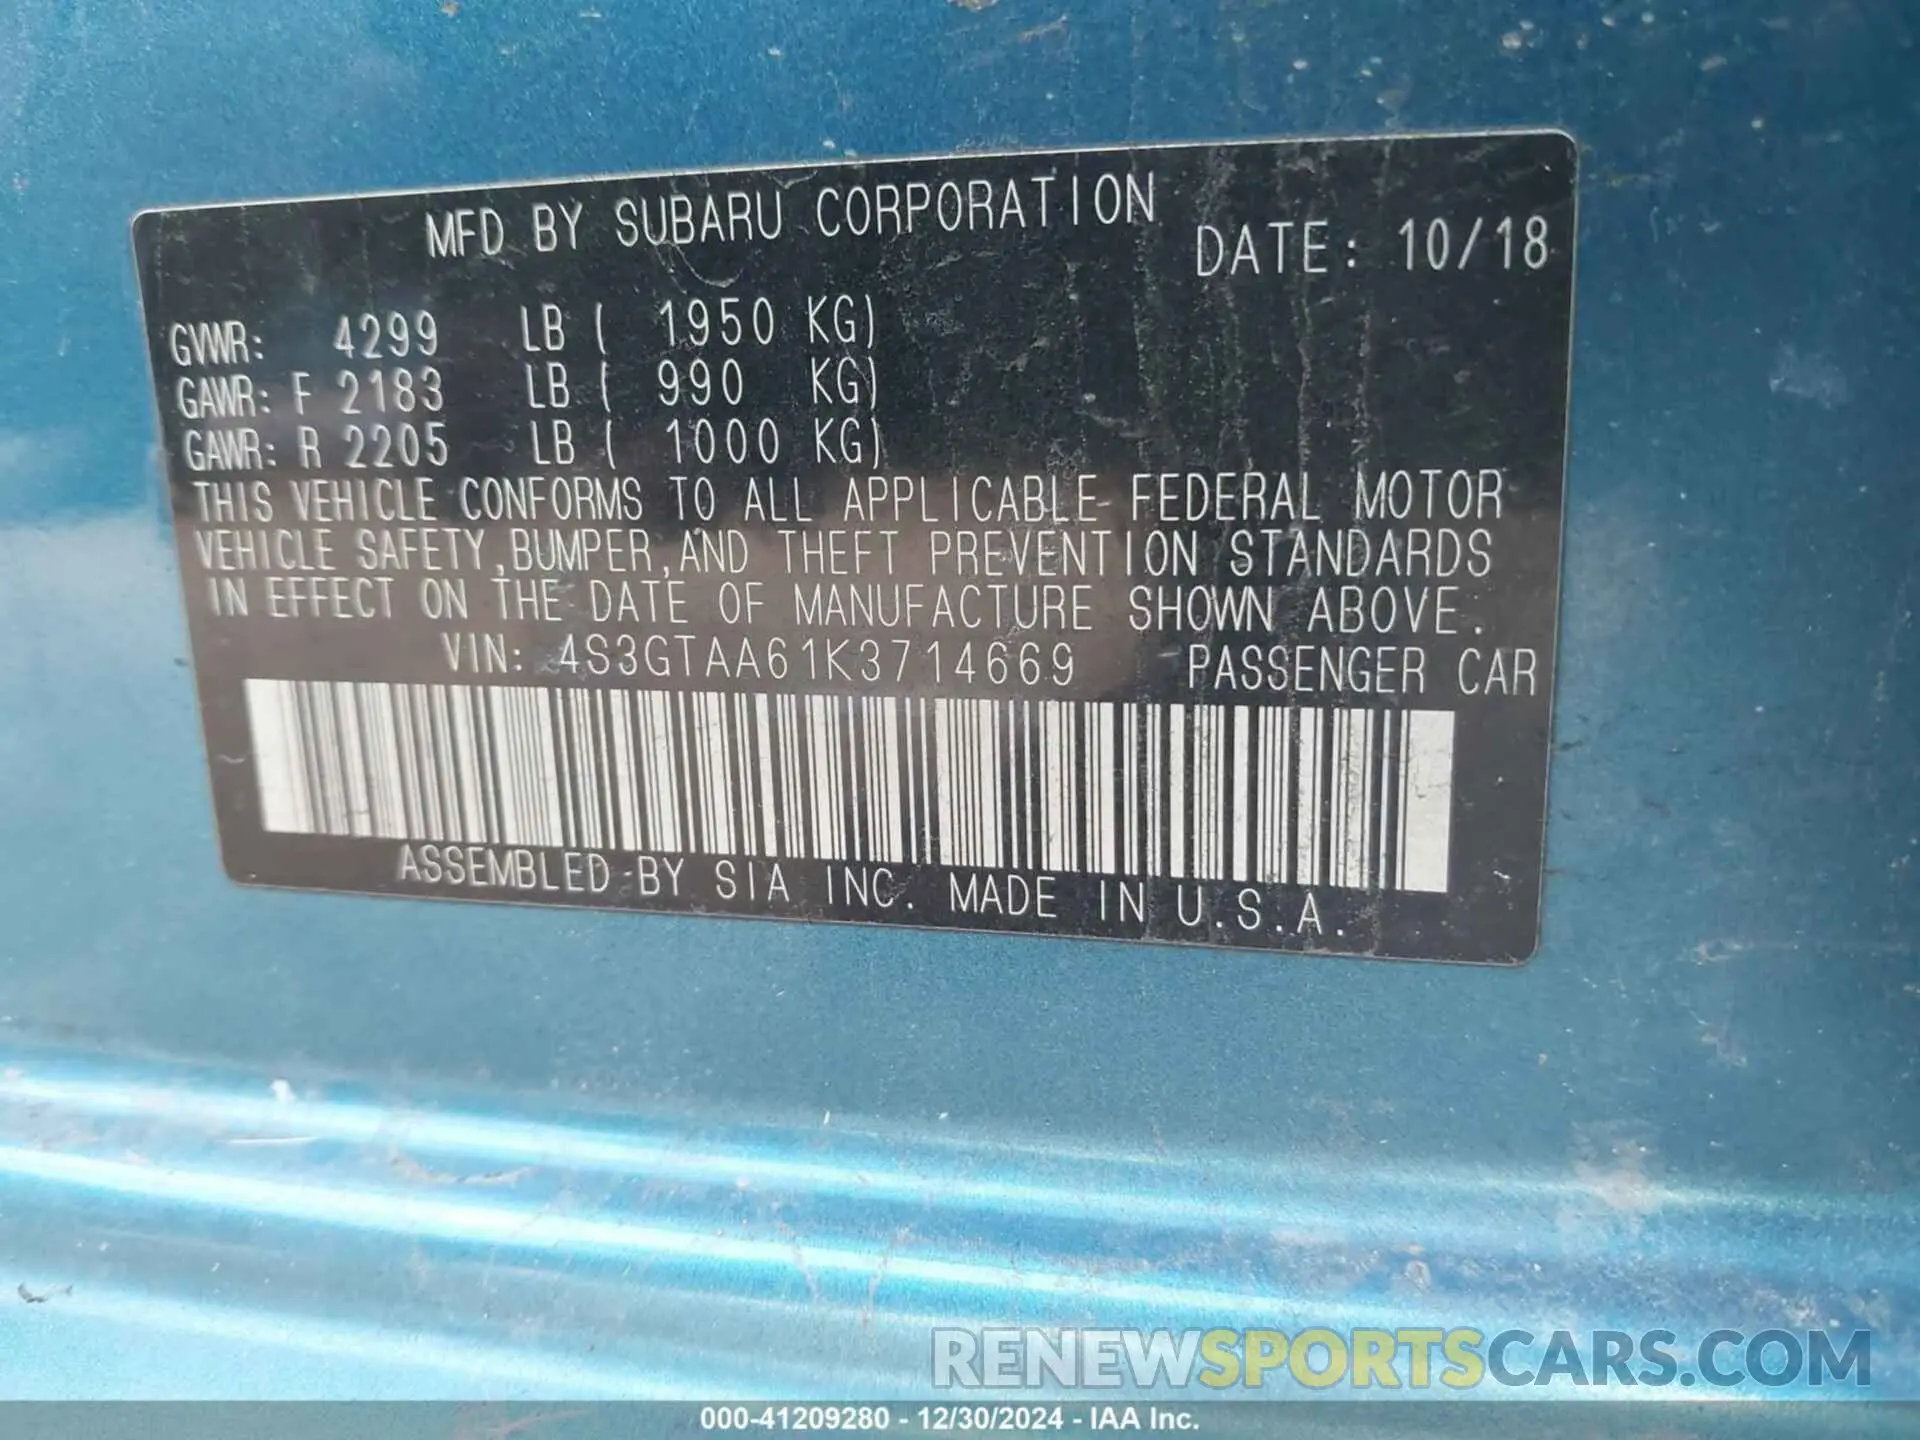 MFD BY SUBARU CORPORATION DATE: 10/18
GVWR: 4299 LB ( 1950 KG)
GAWR: F 2183 LB ( 990 KG)
GAWR: R 2205 LB ( 1000 KG)
THIS VEHICLE CONFORMS TO ALL APPLICABLE FEDERAL MOTOR
VEHICLE SAFETY, BUMPER, AND THEFT PREVENTION STANDARDS
IN EFFECT ON THE DATE OF MANUFACTURE SHOWN ABOVE.
VIN: 4S3GTAA61K3714669 PASSENGER CAR
ASSEMBLED BY SIA INC. MADE IN U.S.A.
RENEWSPORTSCARS.COM
000-41209280 - 12/30/2024 - IAA Inc.